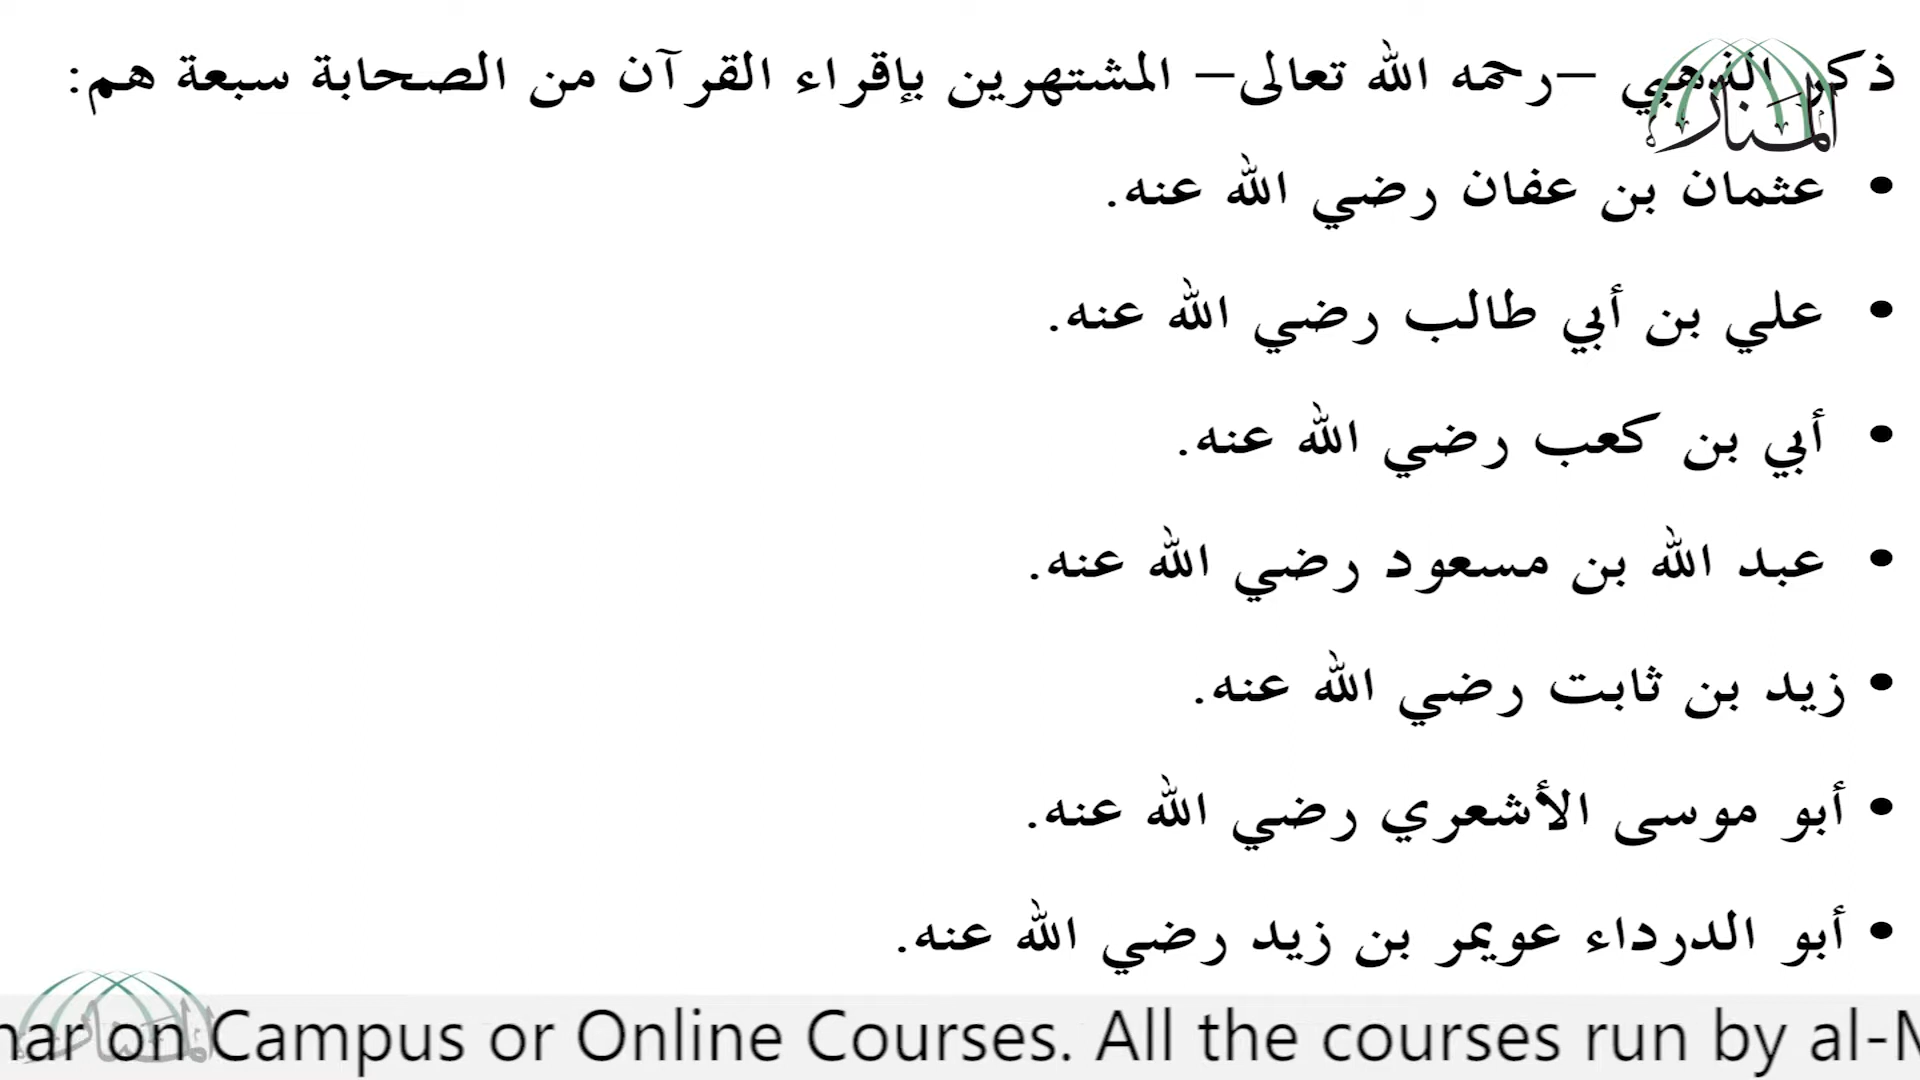 ذكر الذهبي –رحمه الله تعالى– المشتهرين بإقراء القرآن من الصحابة سبعة هم:
المنار
• عثمان بن عفان رضي الله عنه.
• علي بن أبي طالب رضي الله عنه.
• أبي بن كعب رضي الله عنه.
• عبد الله بن مسعود رضي الله عنه.
• زيد بن ثابت رضي الله عنه.
• أبو موسى الأشعري رضي الله عنه.
• أبو الدرداء عويمر بن زيد رضي الله عنه.
nar on Campus or Online Courses. All the courses run by al-M